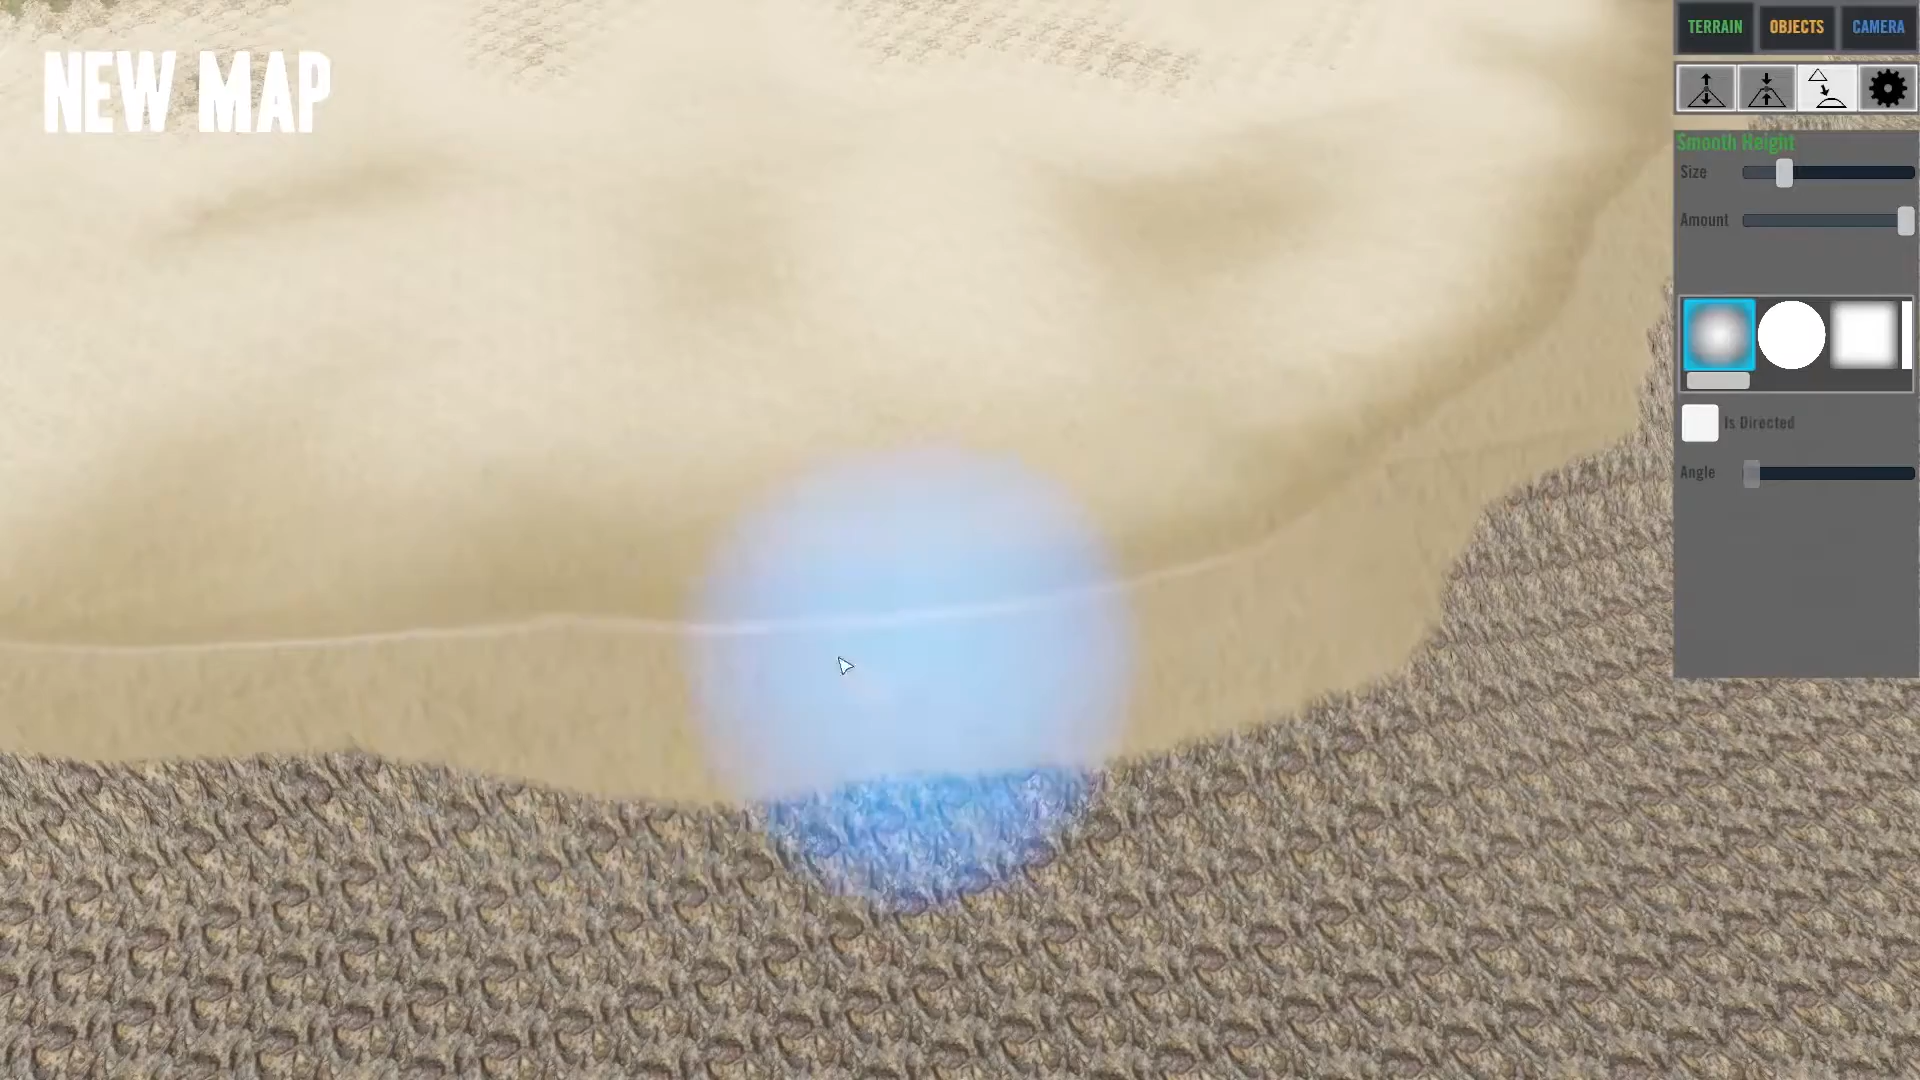 NEW MAP
TERRAIN OBJECTS CAMERA
Smooth Height
Size
Amount
Is Directed
Angle